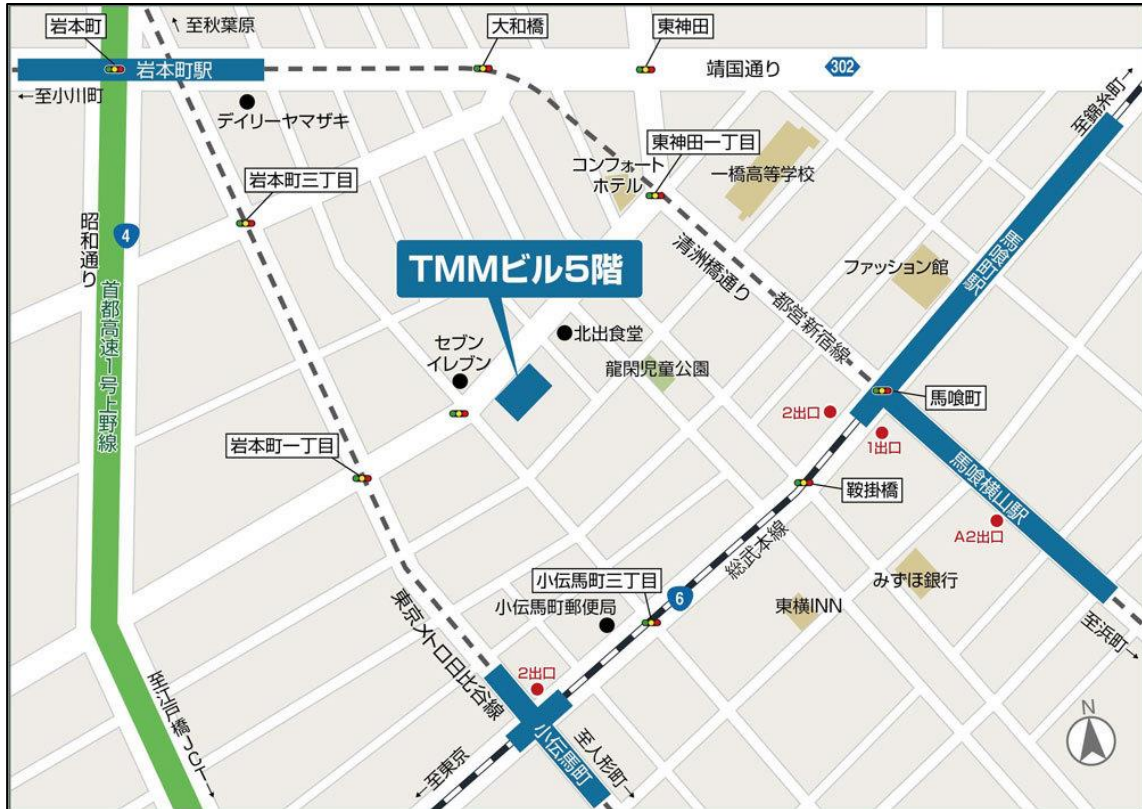 岩本町
↑至秋葉原
大和橋
東神田
岩本町駅
靖国通り
302
←至小川町
デイリーヤマザキ
至錦糸町→
東神田一丁目
コンフォート
ホテル
一橋高等学校
岩本町三丁目
昭和通り
4
清洲橋通り
馬喰町駅
TMMビル5階
ファッション館
首都高速1号上野線
都営新宿線
北出食堂
セブン
イレブン
龍閑児童公園
馬喰町
2出口
1出口
岩本町一丁目
鞍掛橋
馬喰横山駅
A2出口
総武本線
小伝馬町三丁目
6
みずほ銀行
小伝馬町郵便局
東横INN
東京メトロ日比谷線
至浜町→
2出口
至江戸橋JCT→
小伝馬町
至人形町→
←至東京
N